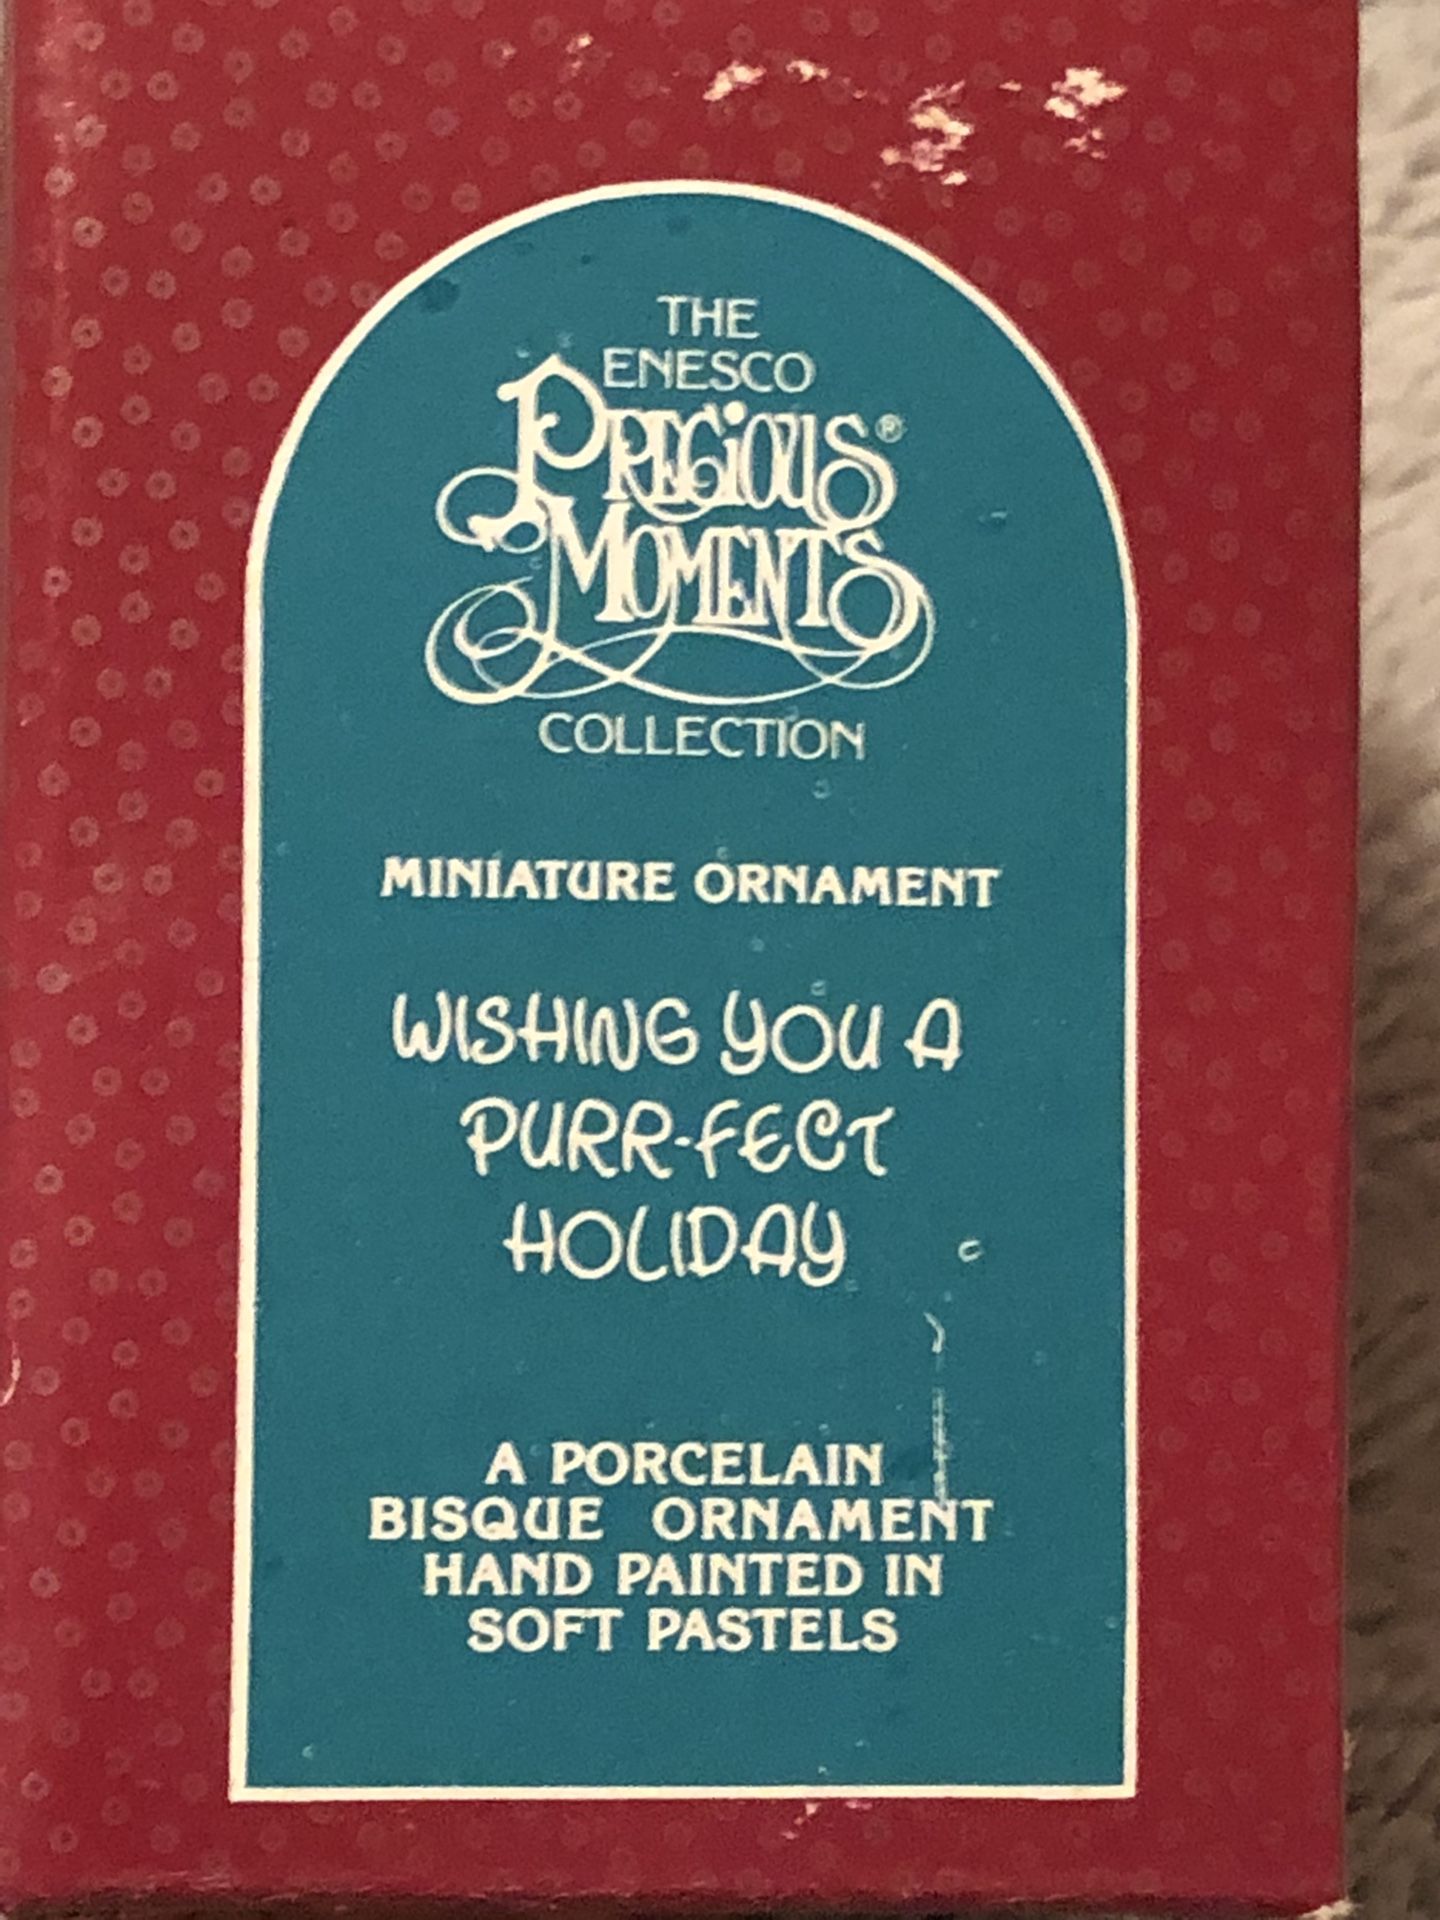 THE
ENESCO
PRECIOUS®
MOMENTS
COLLECTION
MINIATURE ORNAMENT
WISHING YOU A
PURR-FECT
HOLIDAY
A PORCELAIN
BISQUE ORNAMENT
HAND PAINTED IN
SOFT PASTELS